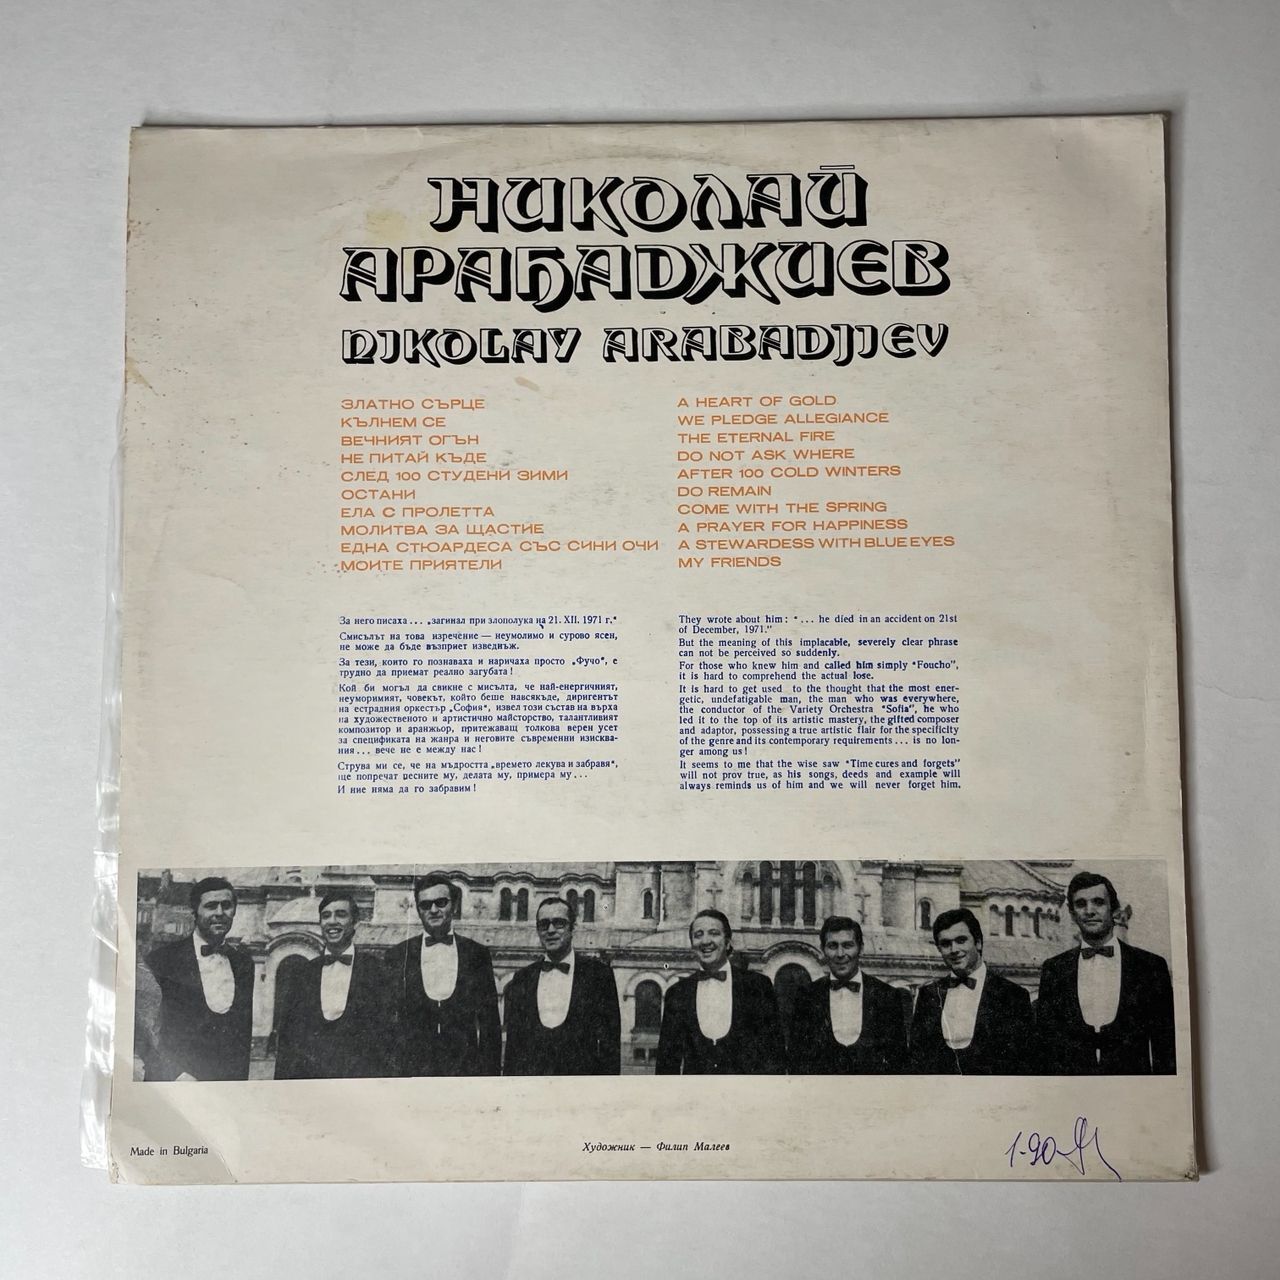 НИКОЛАЙ
АРАБАДЖИЕВ
NIKOLAY ARABADJIEV
ЗЛАТНО СЪРЦЕ
КЪЛНЕМ СЕ
ВЕЧНИЯТ ОГЪН
НЕ ПИТАЙ КЪДЕ
СЛЕД 100 СТУДЕНИ ЗИМИ
ОСТАНИ
ЕЛА С ПРОЛЕТТА
МОЛИТВА ЗА ЩАСТИЕ
ЕДНА СТЮАРДЕСА СЪС СИНИ ОЧИ
МОИТЕ ПРИЯТЕЛИ
A HEART OF GOLD
WE PLEDGE ALLEGIANCE
THE ETERNAL FIRE
DO NOT ASK WHERE
AFTER 100 COLD WINTERS
DO REMAIN
COME WITH THE SPRING
A PRAYER FOR HAPPINESS
A STEWARDESS WITH BLUE EYES
MY FRIENDS
За него писаха... „загинал при злополука на 21. XII. 1971 г.“
Смисълът на това изречение — неумолимо и сурово ясен,
не може да бъде възприет изведнъж.
За тези, които го познаваха и наричаха просто „Фучо“, е
трудно да приемат реално загубата!
Кой би могъл да свикне с мисълта, че най-енергичният,
неуморимият, човекът, който беше навсякъде, диригентът
на естрадния оркестър „София“, извел този състав на върха
на художественото и артистично майсторство, талантливият
композитор и аранжьор, притежаващ толкова верен усет
за спецификата на жанра и неговите съвременни изисква-
ния... вече не е между нас!
Струва ми се, че на мъдростта „времето лекува и забравя“,
ще попречат песните му, делата му, примера му...
И ние няма да го забравим!
They wrote about him: "... he died in an accident on 21st
of December, 1971."
But the meaning of this implacable, severely clear phrase
can not be perceived so suddenly.
For those who knew him and called him simply "Foucho",
it is hard to comprehend the actual lose.
It is hard to get used to the thought that the most ener-
getic, undefatigable man, the man who was everywhere,
the conductor of the Variety Orchestra "Sofia", he who
led it to the top of its artistic mastery, the gifted composer
and adaptor, possessing a true artistic flair for the specificity
of the genre and its contemporary requirements... is no lon-
ger among us!
It seems to me that the wise saw "Time cures and forgets"
will not prov true, as his songs, deeds and example will
always reminds us of him and we will never forget him.
Made in Bulgaria
Художник — Филип Малеев
1-90